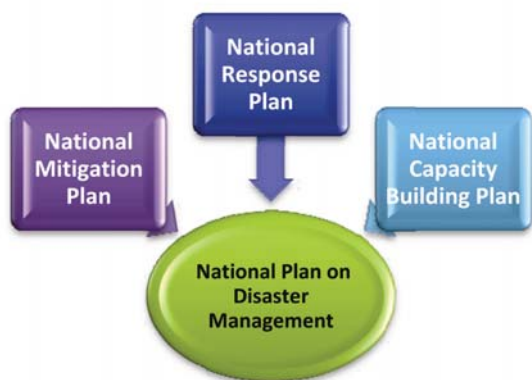 National
Response
Plan
National
Mitigation
Plan
National
Capacity
Building Plan
National Plan on
Disaster
Management